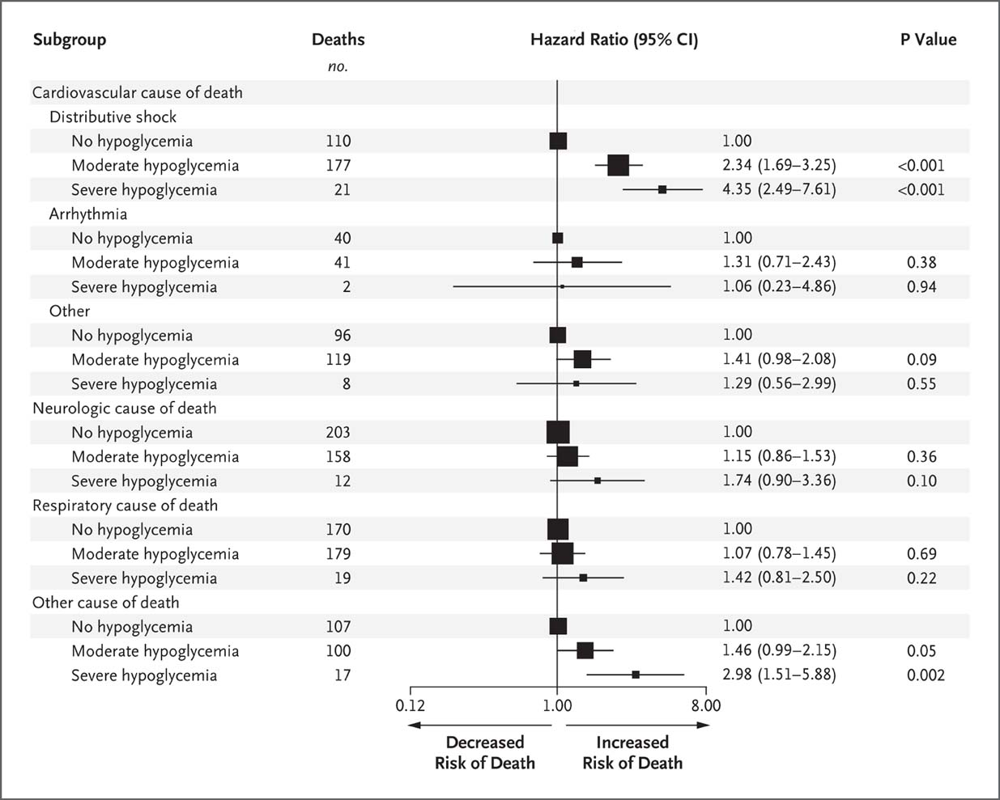 Subgroup Deaths Hazard Ratio (95% CI) P Value
no.
Cardiovascular cause of death
Distributive shock
No hypoglycemia 110 1.00
Moderate hypoglycemia 177 2.34 (1.69–3.25) <0.001
Severe hypoglycemia 21 4.35 (2.49–7.61) <0.001
Arrhythmia
No hypoglycemia 40 1.00
Moderate hypoglycemia 41 1.31 (0.71–2.43) 0.38
Severe hypoglycemia 2 1.06 (0.23–4.86) 0.94
Other
No hypoglycemia 96 1.00
Moderate hypoglycemia 119 1.41 (0.98–2.08) 0.09
Severe hypoglycemia 8 1.29 (0.56–2.99) 0.55
Neurologic cause of death
No hypoglycemia 203 1.00
Moderate hypoglycemia 158 1.15 (0.86–1.53) 0.36
Severe hypoglycemia 12 1.74 (0.90–3.36) 0.10
Respiratory cause of death
No hypoglycemia 170 1.00
Moderate hypoglycemia 179 1.07 (0.78–1.45) 0.69
Severe hypoglycemia 19 1.42 (0.81–2.50) 0.22
Other cause of death
No hypoglycemia 107 1.00
Moderate hypoglycemia 100 1.46 (0.99–2.15) 0.05
Severe hypoglycemia 17 2.98 (1.51–5.88) 0.002
0.12 1.00 8.00
Decreased Increased
Risk of Death Risk of Death